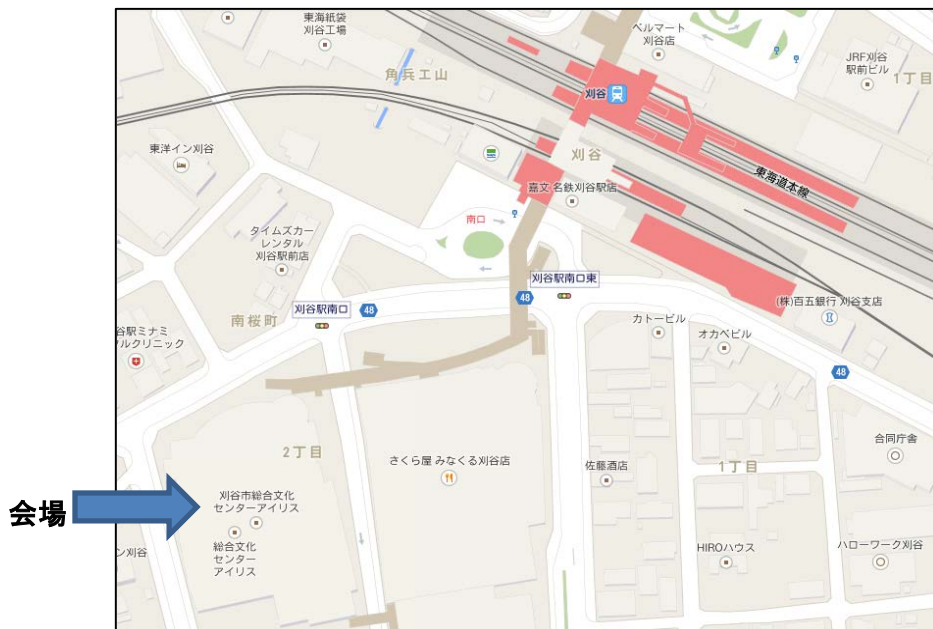 東海紙袋
刈谷工場
ベルマート
刈谷店
JRF刈谷
駅前ビル
1丁目
角兵工山
刈谷
東洋イン刈谷
刈谷
東海道本線
嘉文 名鉄刈谷駅店
南口
タイムズカー
レンタル
刈谷駅前店
刈谷駅南口東
48
刈谷駅南口
48
(株)百五銀行 刈谷支店
南桜町
カトービル
オカベビル
谷駅ミナミ
ルクリニック
48
合同庁舎
2丁目
さくら屋 みなくる刈谷店
佐藤酒店
1丁目
会場
刈谷市総合文化
センターアイリス
総合文化
センター
アイリス
ン刈谷
HIROハウス
ハローワーク刈谷